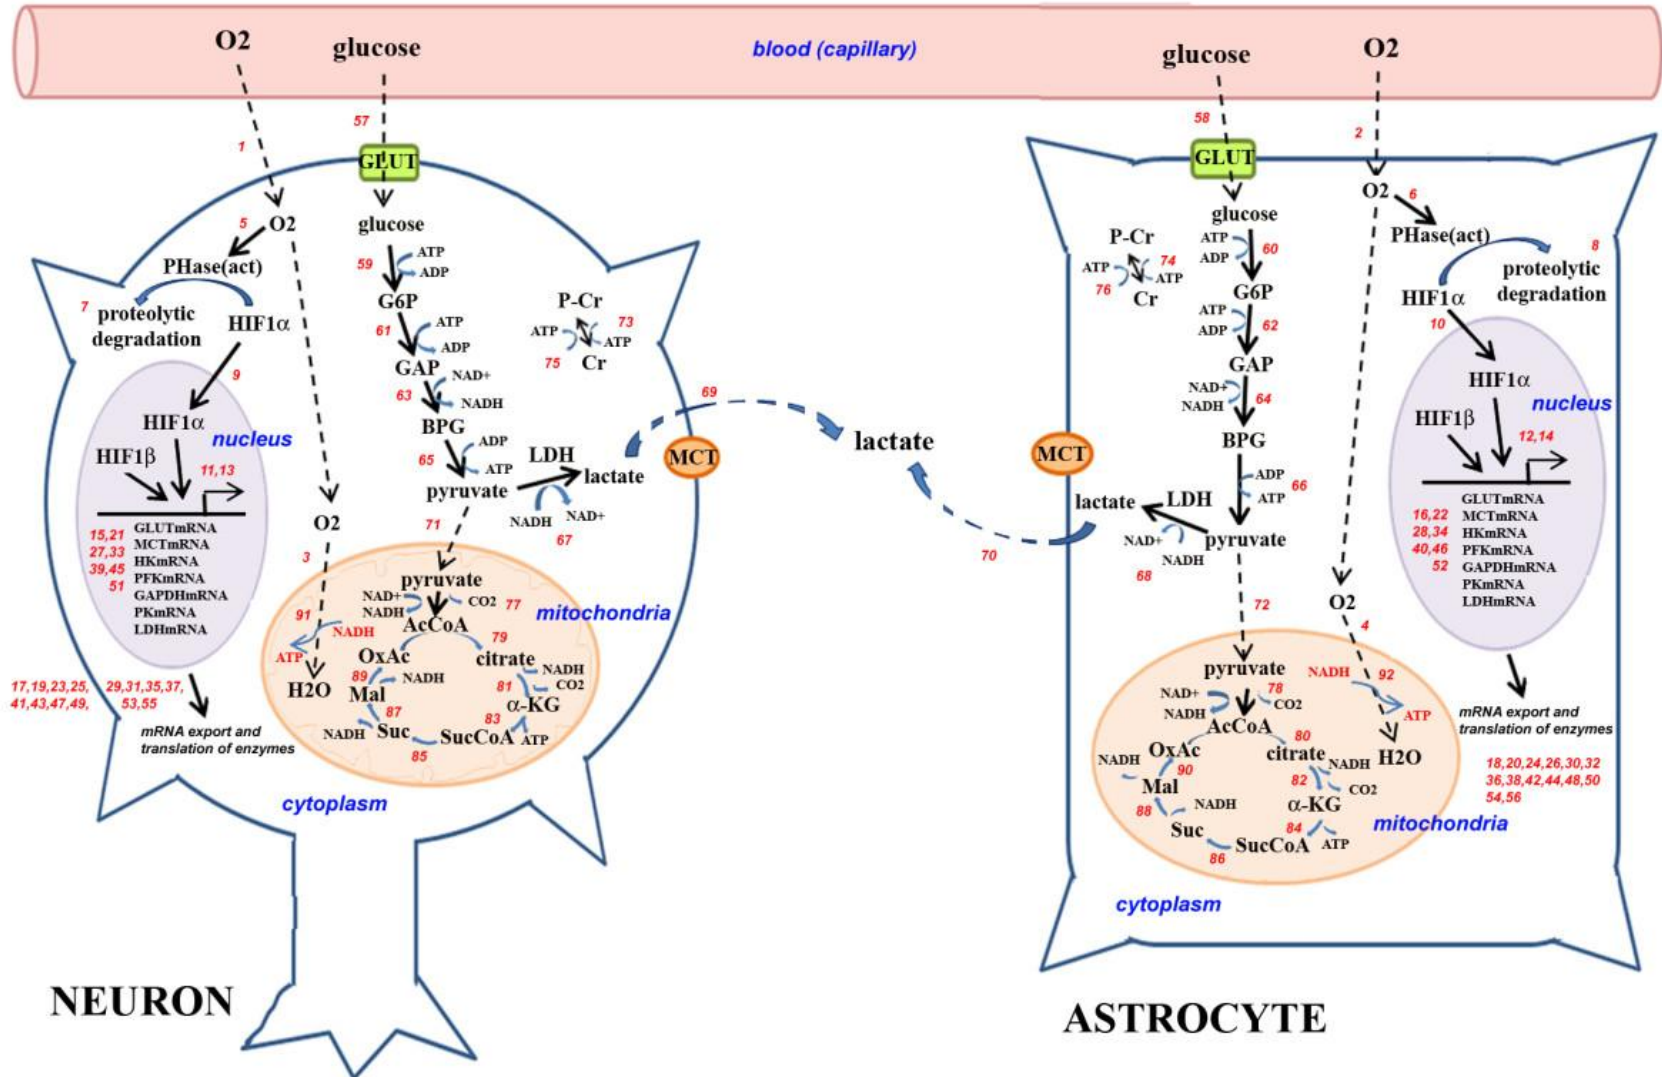 O2
glucose
blood (capillary)
glucose
O2
57
1
GLUT
O2
5
glucose
PHase(act)
59
ATP
ADP
7
proteolytic
degradation
HIF1α
G6P
61
ATP
ADP
GAP
P-Cr
73
ATP
ATP
75
Cr
9
63
NAD+
NADH
BPG
HIF1α
nucleus
HIF1β
11,13
65
ADP
ATP
pyruvate
LDH
lactate
NADH
NAD+
67
MCT
69
lactate
70
15,21
27,33
39,45
51
GLUTmRNA
MCTmRNA
HKmRNA
PFKmRNA
GAPDHmRNA
PKmRNA
LDHmRNA
O2
3
71
91
pyruvate
NAD+
NADH
CO2
77
mitochondria
AcCoA
NADH
ATP
79
OxAc
citrate
H2O
89
NADH
NADH
CO2
81
Mal
α-KG
87
83
NADH
Suc
SucCoA
ATP
85
17,19,23,25,
41,43,47,49,
29,31,35,37,
53,55
mRNA export and
translation of enzymes
cytoplasm
NEURON
58
2
GLUT
O2
6
glucose
PHase(act)
8
proteolytic
degradation
P-Cr
74
ATP
ATP
76
Cr
ATP
ADP
60
G6P
HIF1α
10
ATP
ADP
62
GAP
HIF1α
NAD+
NADH
64
nucleus
HIF1β
BPG
12,14
MCT
ADP
ATP
66
lactate
LDH
pyruvate
NAD+
NADH
68
16,22
28,34
40,46
52
GLUTmRNA
MCTmRNA
HKmRNA
PFKmRNA
GAPDHmRNA
PKmRNA
LDHmRNA
72
O2
4
pyruvate
NADH
92
NAD+
NADH
78
CO2
ATP
AcCoA
80
OxAc
citrate
H2O
NADH
90
NADH
82
CO2
Mal
α-KG
88
NADH
mitochondria
Suc
84
SucCoA
ATP
86
mRNA export and
translation of enzymes
18,20,24,26,30,32
36,38,42,44,48,50
54,56
cytoplasm
ASTROCYTE